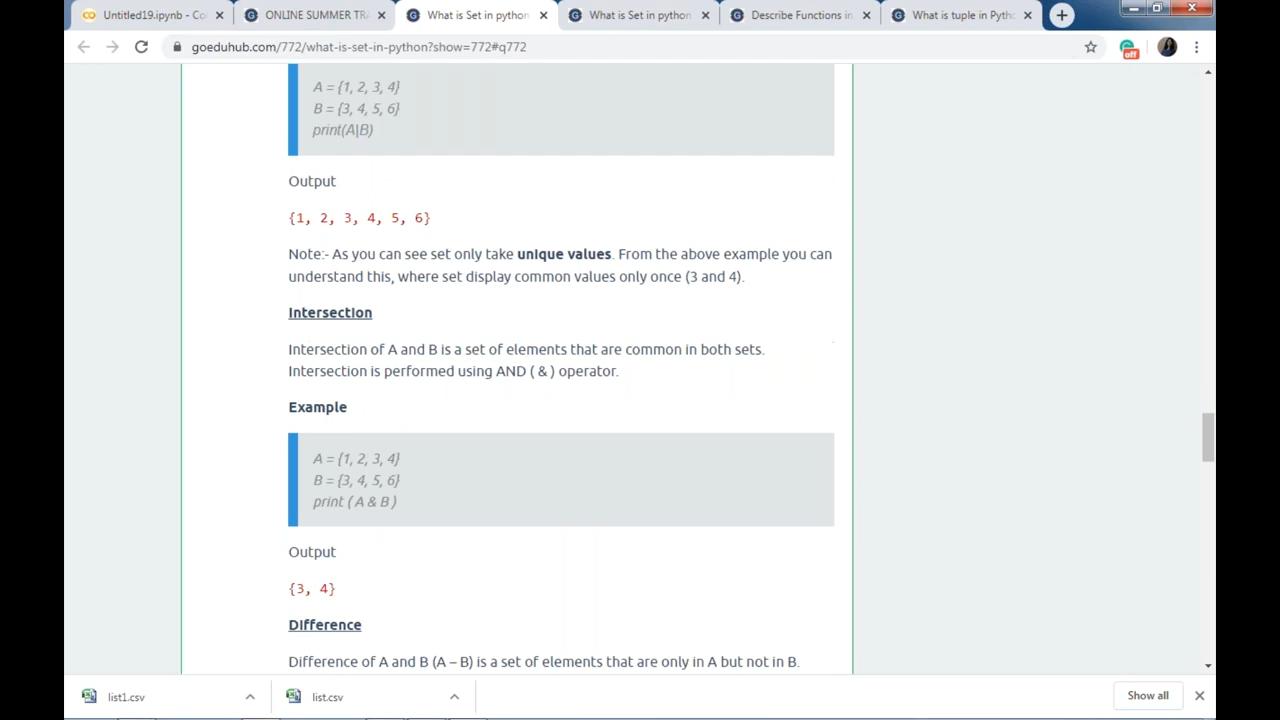 Untitled19.ipynb - Co
ONLINE SUMMER TRA
What is Set in python
What is Set in python
Describe Functions in
What is tuple in Pytho
goeduhub.com/772/what-is-set-in-python?show=772#q772
off
A = {1, 2, 3, 4}
B = {3, 4, 5, 6}
print(A|B)
Output
{1, 2, 3, 4, 5, 6}
Note:- As you can see set only take unique values. From the above example you can
understand this, where set display common values only once (3 and 4).
Intersection
Intersection of A and B is a set of elements that are common in both sets.
Intersection is performed using AND ( & ) operator.
Example
A = {1, 2, 3, 4}
B = {3, 4, 5, 6}
print ( A & B )
Output
{3, 4}
Difference
Difference of A and B (A – B) is a set of elements that are only in A but not in B.
list1.csv
list.csv
Show all